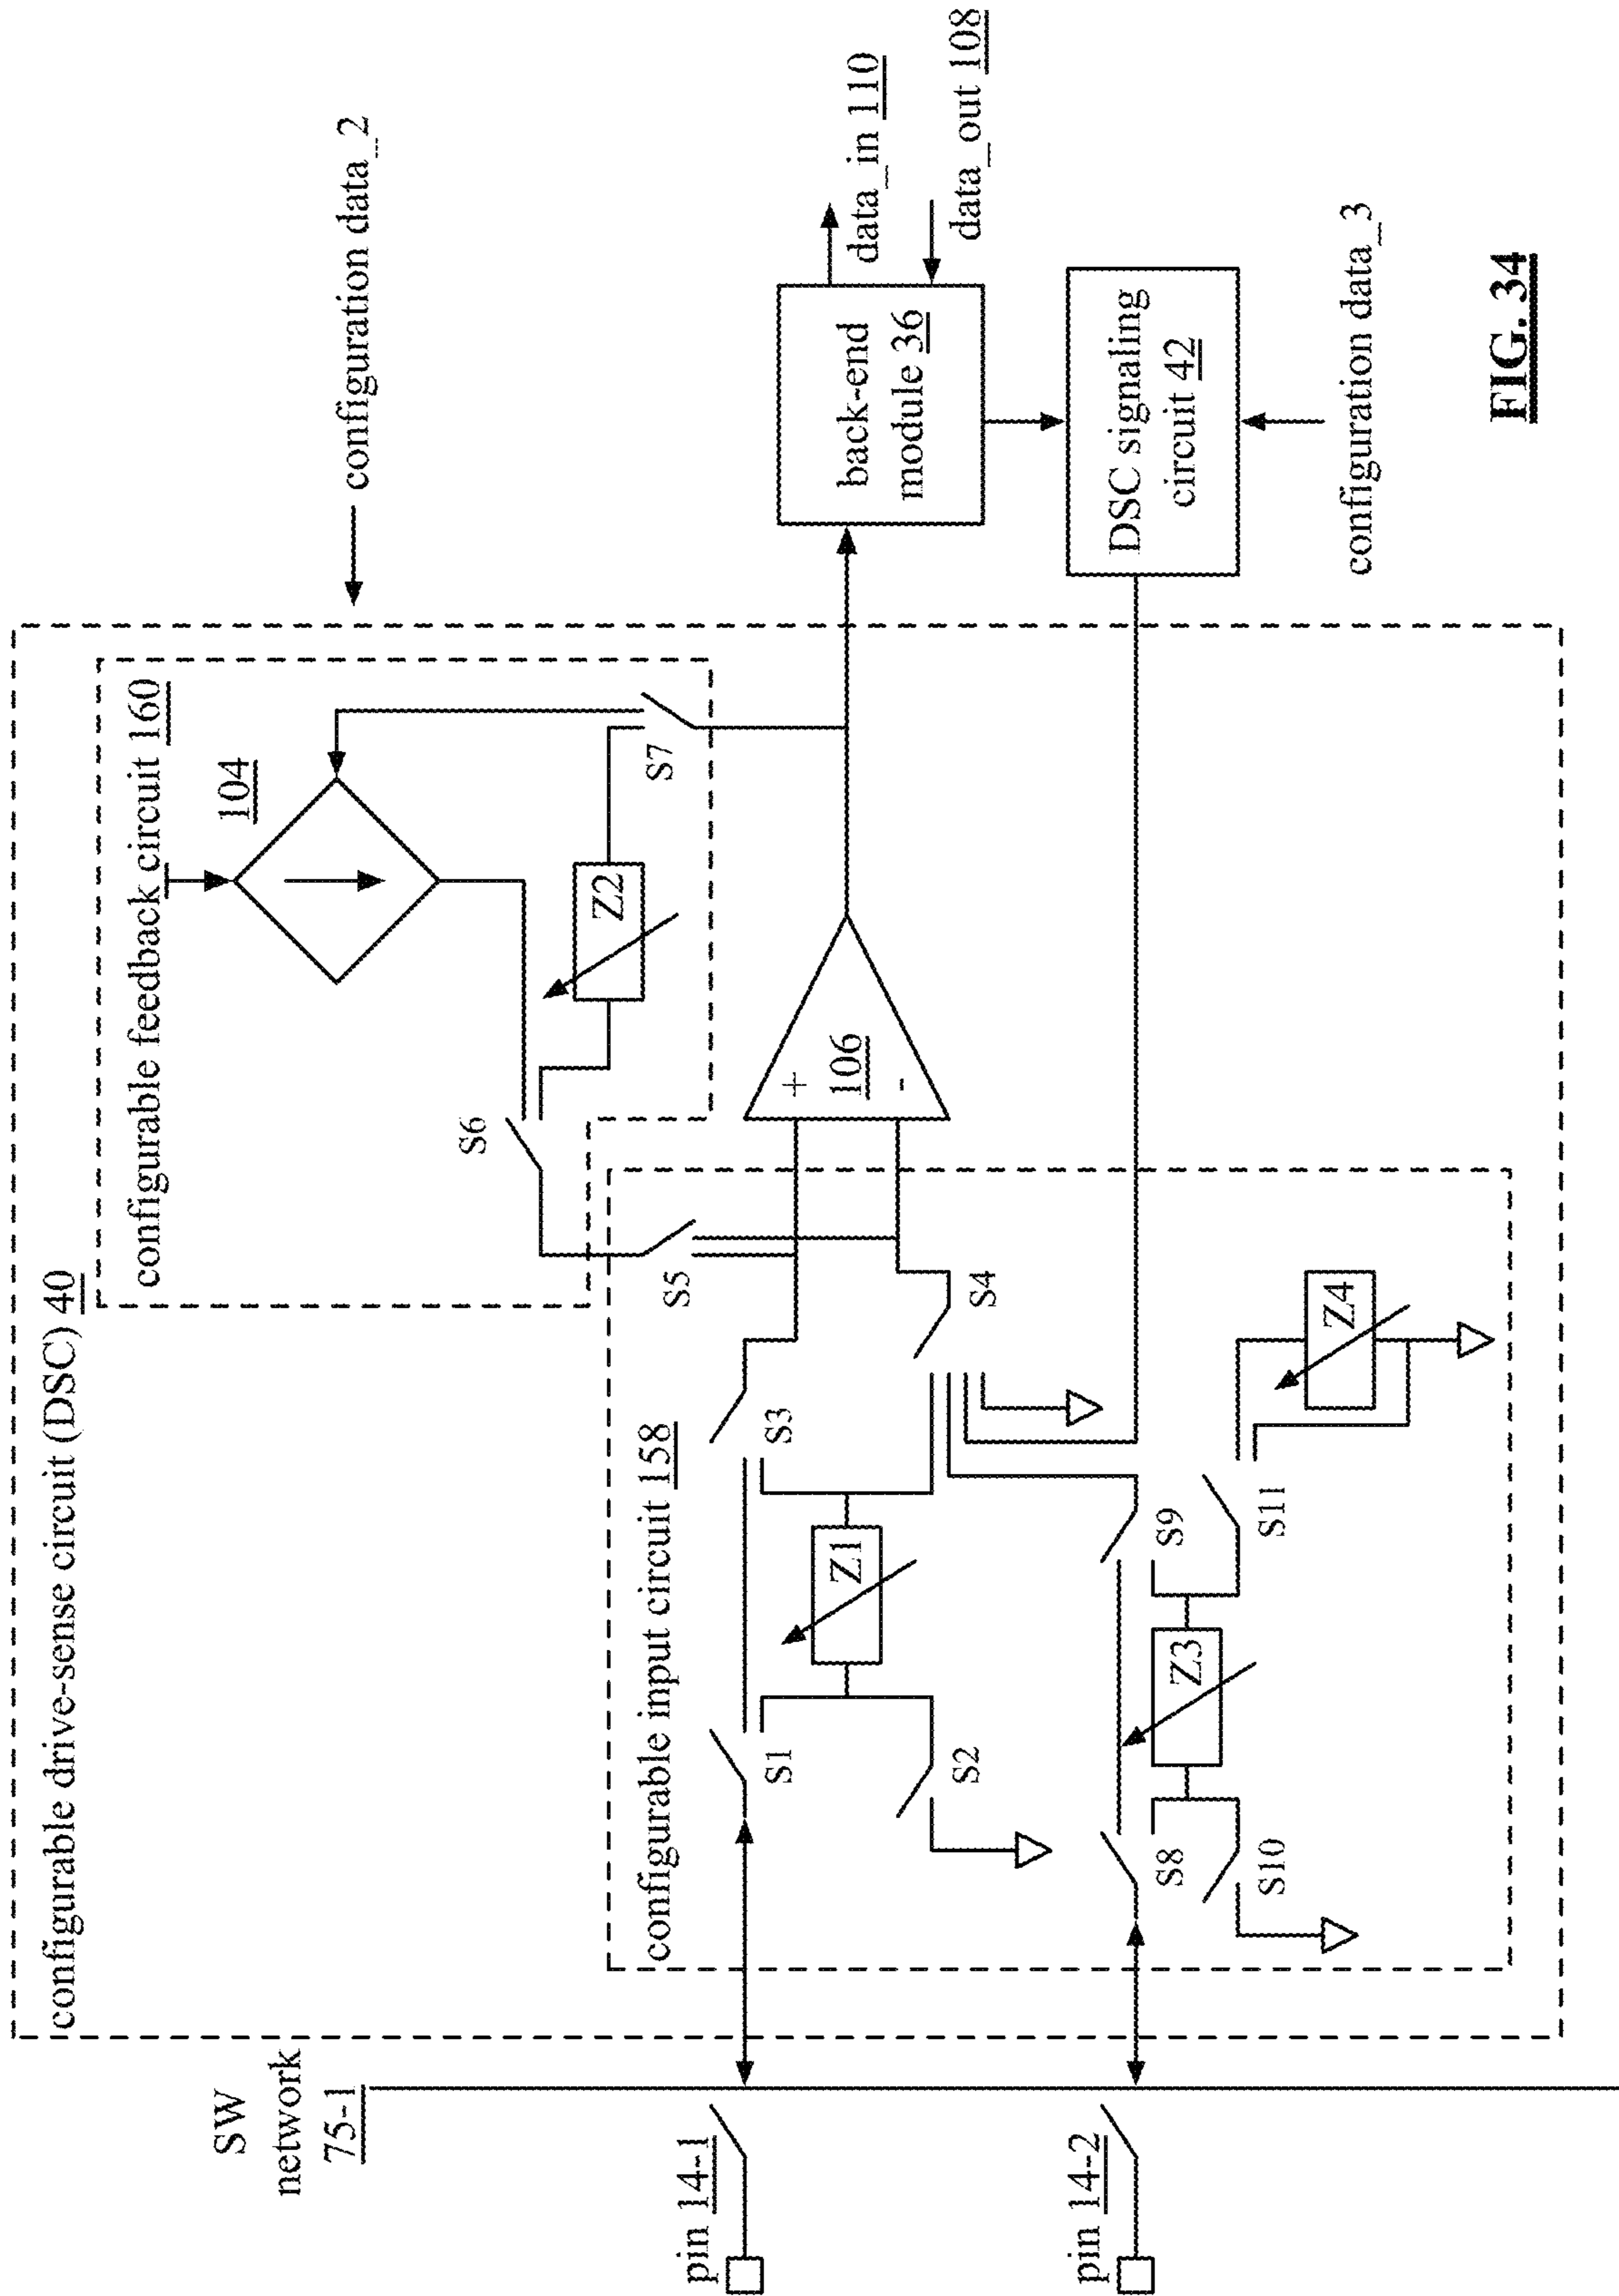 configurable drive-sense circuit (DSC) 40
configurable feedback circuit 160
104
configuration data_2
S6
Z2
S7
SW
network
75-1
configurable input circuit 158
S5
pin 14-1
S1
Z1
S3
+
106
-
back-end
module 36
data_in 110
data_out 108
S2
S4
pin 14-2
S8
Z3
S9
S10
S11
Z4
DSC signaling
circuit 42
configuration data_3
FIG. 34